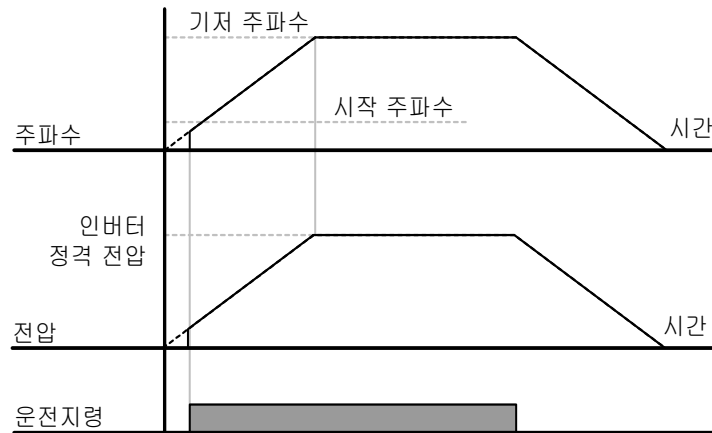 기저 주파수
시작 주파수
주파수
시간
인버터
정격 전압
전압
시간
운전지령